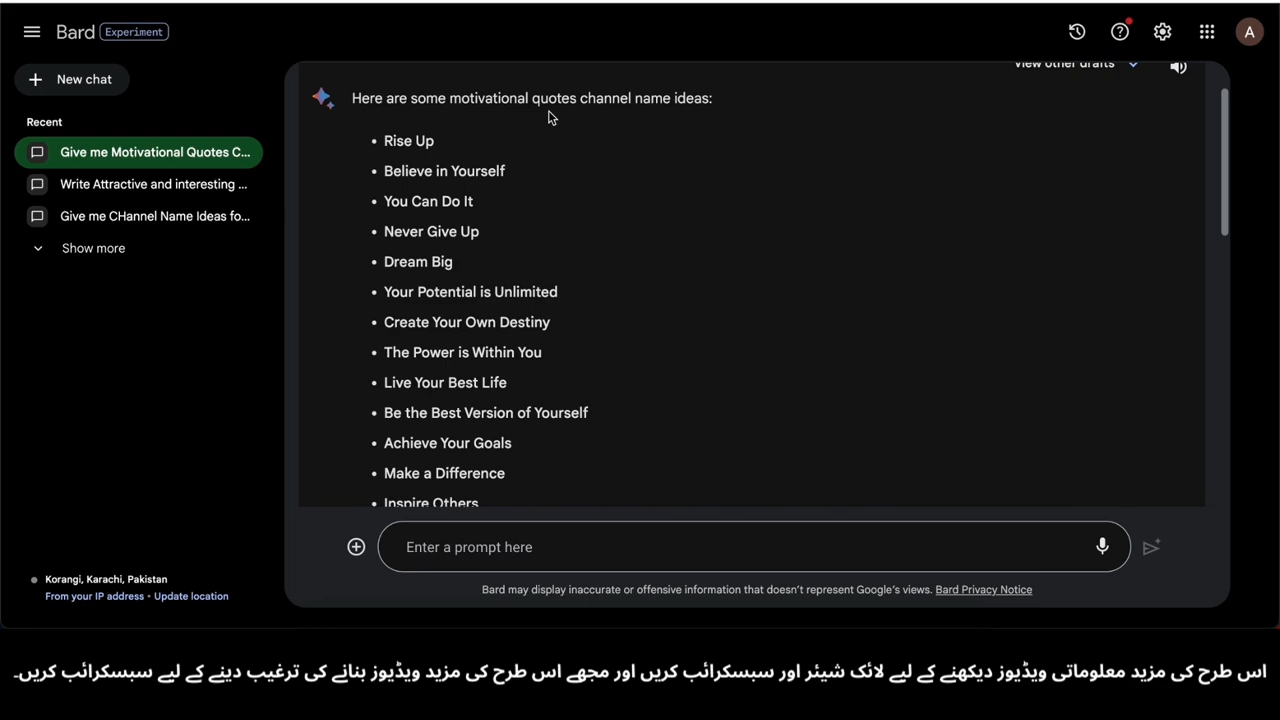 Bard Experiment
A
New chat
Recent
Give me Motivational Quotes C...
Write Attractive and interesting ...
Give me CHannel Name Ideas fo...
Show more
Korangi, Karachi, Pakistan
From your IP address • Update location
View other drafts
Here are some motivational quotes channel name ideas:
• Rise Up
• Believe in Yourself
• You Can Do It
• Never Give Up
• Dream Big
• Your Potential is Unlimited
• Create Your Own Destiny
• The Power is Within You
• Live Your Best Life
• Be the Best Version of Yourself
• Achieve Your Goals
• Make a Difference
• Inspire Others
Enter a prompt here
Bard may display inaccurate or offensive information that doesn't represent Google's views. Bard Privacy Notice
اس طرح کی مزید معلوماتی ویڈیوز دیکھنے کے لیے لائک شیئر اور سبسکرائب کریں اور مجھے اس طرح کی مزید ویڈیوز بنانے کی ترغیب دینے کے لیے سبسکرائب کریں۔